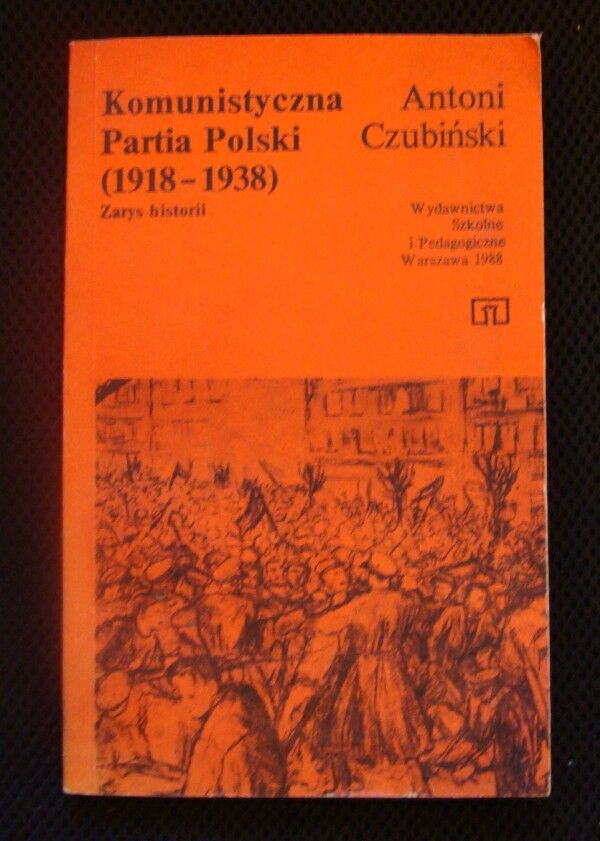 Komunistyczna
Partia Polski
(1918–1938)
Zarys historii
Antoni
Czubiński
Wydawnictwa
Szkolne
i Pedagogiczne
Warszawa 1988